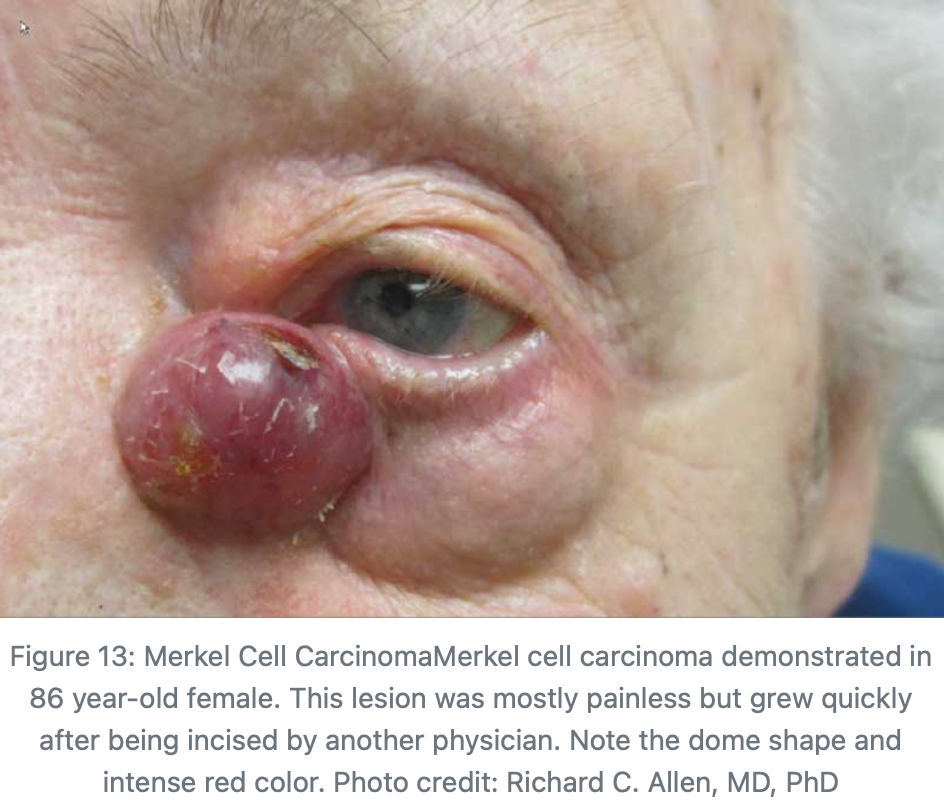 Figure 13: Merkel Cell CarcinomaMerkel cell carcinoma demonstrated in
86 year-old female. This lesion was mostly painless but grew quickly
after being incised by another physician. Note the dome shape and
intense red color. Photo credit: Richard C. Allen, MD, PhD